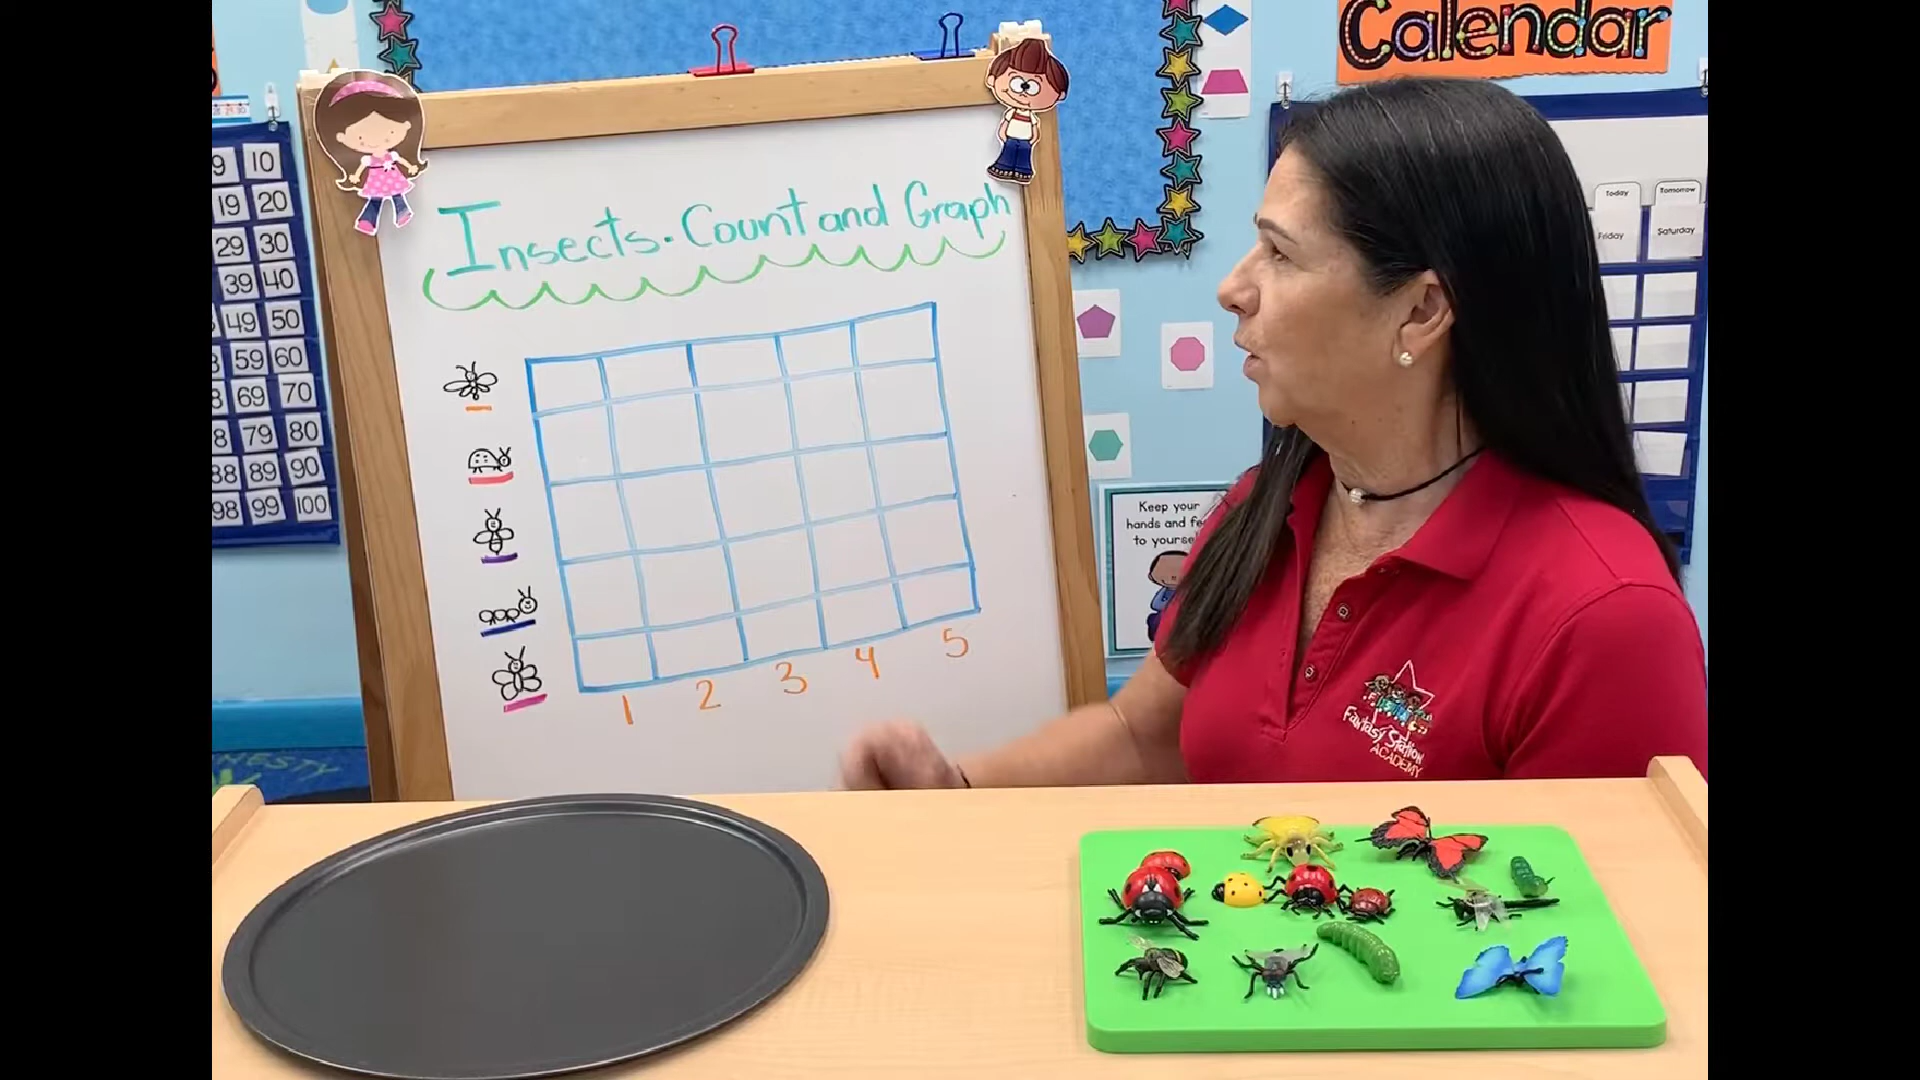 Calendar
Insects. Count and Graph
1 2 3 4 5
9 10
19 20
29 30
39 40
49 50
59 60
69 70
79 80
88 89 90
98 99 100
Today
Tomorrow
Friday
Saturday
Keep your
hands and
to
Fantasy Station
ACADEMY